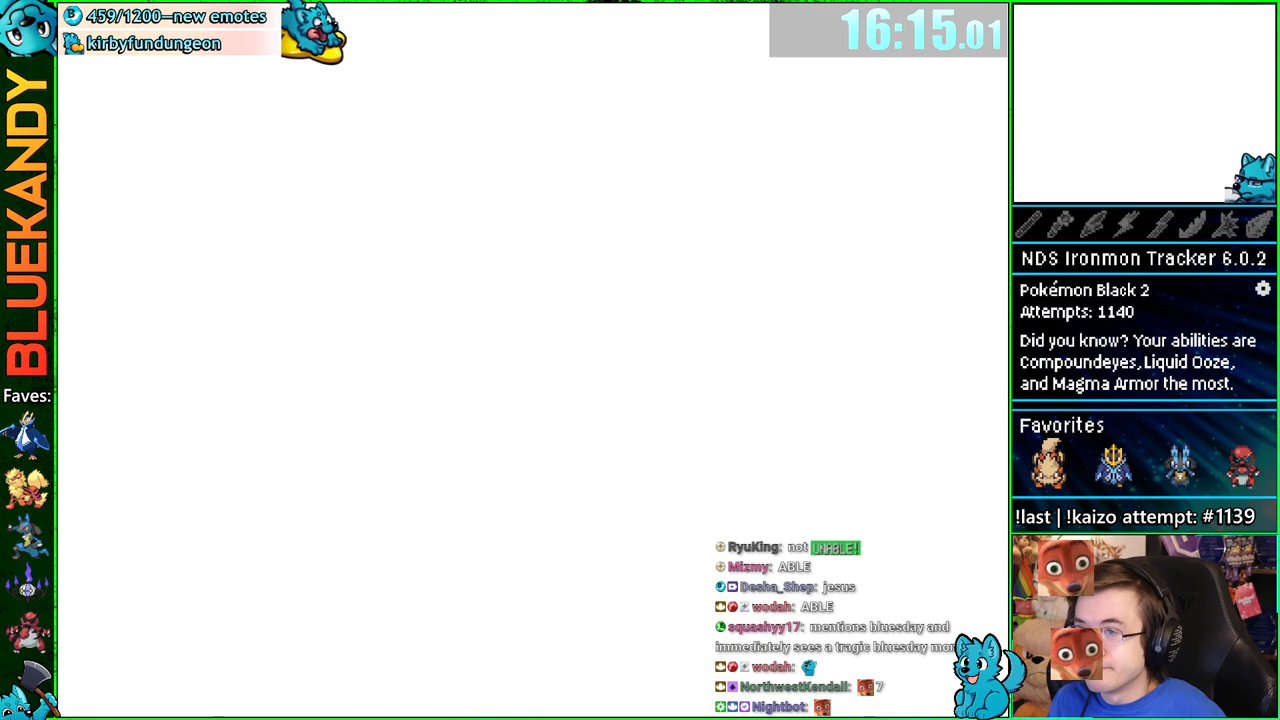 459/1200—new emotes
kirbyfundungeon
16:15.01
BLUEKANDY
Faves:
NDS Ironmon Tracker 6.0.2
Pokémon Black 2
Attempts: 1140
Did you know? Your abilities are
Compoundeyes, Liquid Ooze,
and Magma Armor the most.
Favorites
!last | !kaizo attempt: #1139
RyuKing: not UNABLE!
Mizmy: ABLE
Desha_Shep: jesus
wodah: ABLE
squashyy17: mentions bluesday and
immediately sees a tragic bluesday
wodah:
NorthwestKendall: 7
Nightbot: